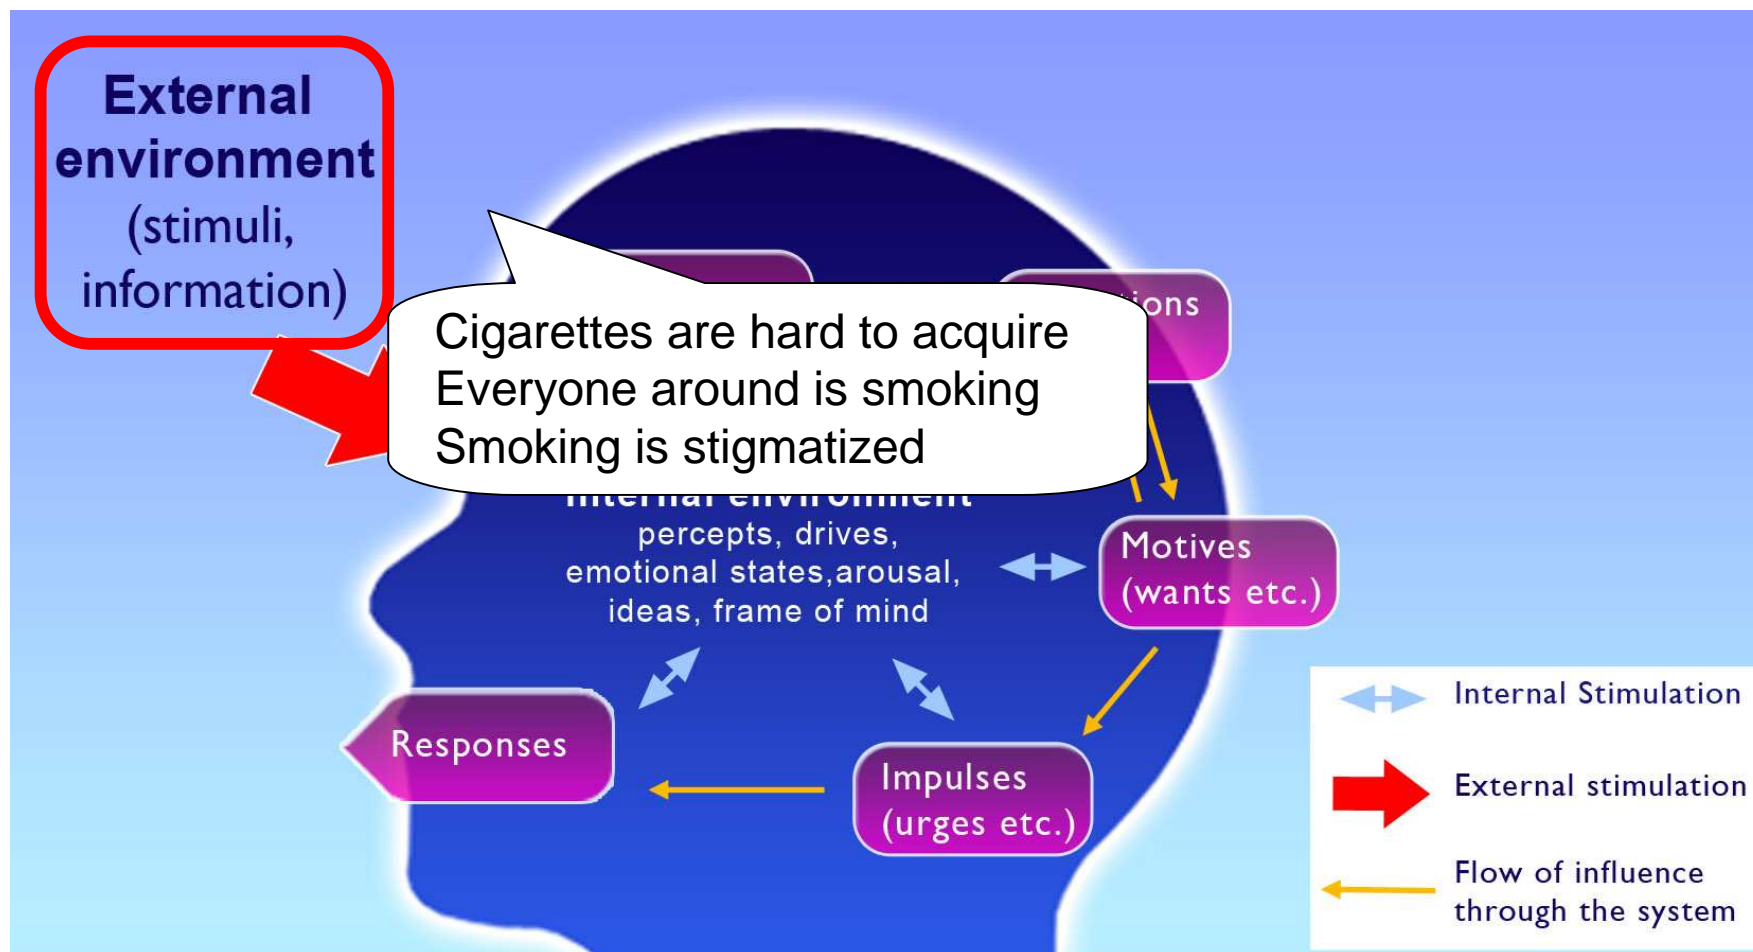 External
environment
(stimuli,
information)
Cigarettes are hard to acquire
Everyone around is smoking
Smoking is stigmatized
Internal environment
percepts, drives,
emotional states,arousal,
ideas, frame of mind
Motives
(wants etc.)
Responses
Impulses
(urges etc.)
Internal Stimulation
External stimulation
Flow of influence
through the system